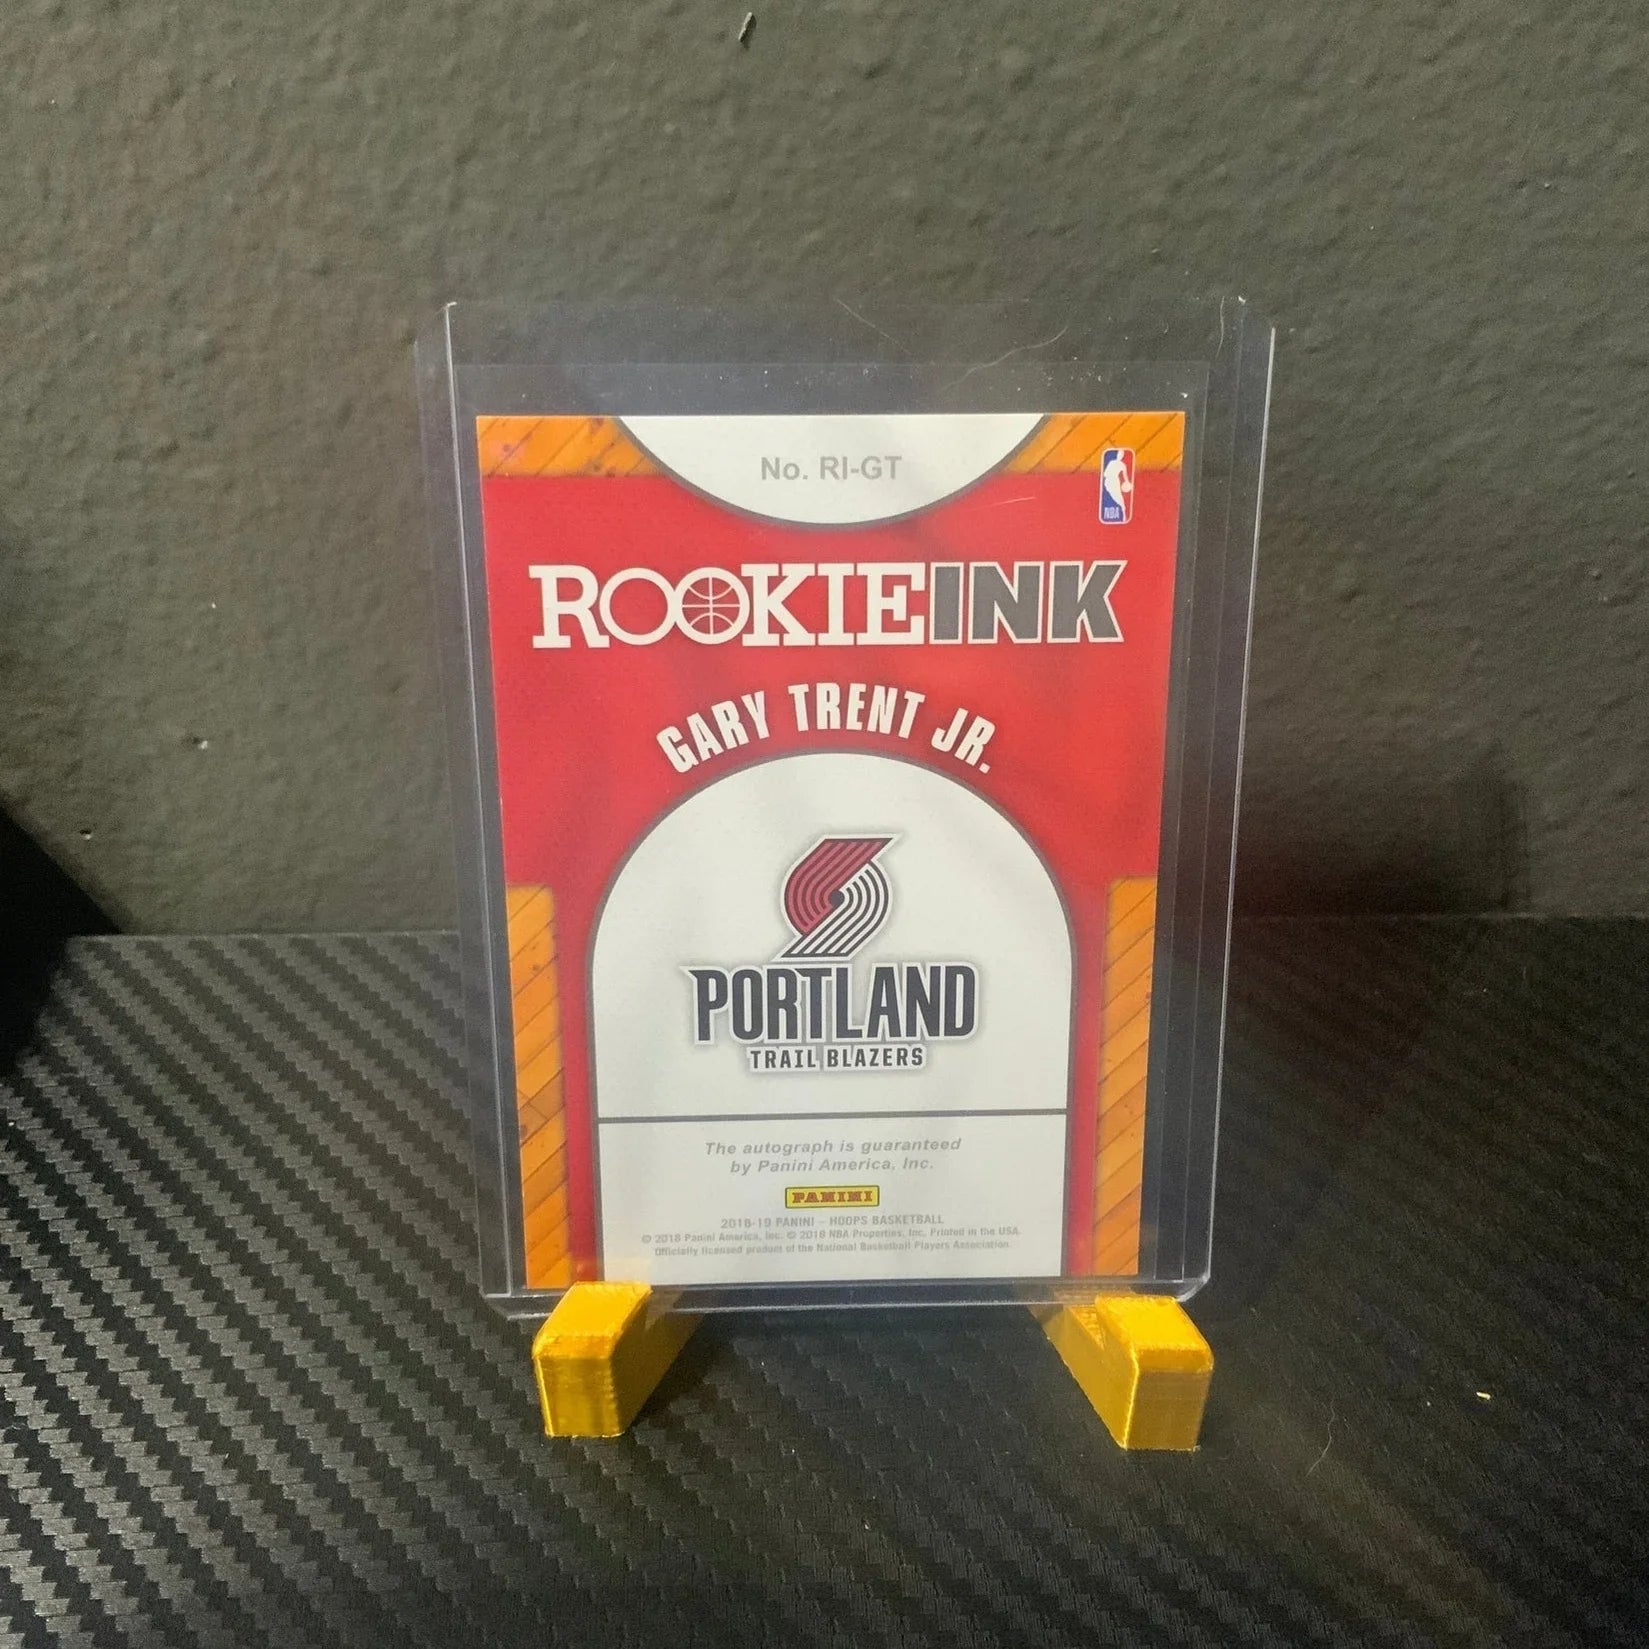 No. RI-GT
NBA
ROOKIE INK
GARY TRENT JR.
PORTLAND
TRAIL BLAZERS
The autograph is guaranteed
by Panini America, Inc.
PANINI
2018-19 PANINI – HOOPS BASKETBALL
© 2018 Panini America, Inc. © 2018 NBA Properties, Inc. Printed in the USA.
Officially licensed product of the National Basketball Players Association.